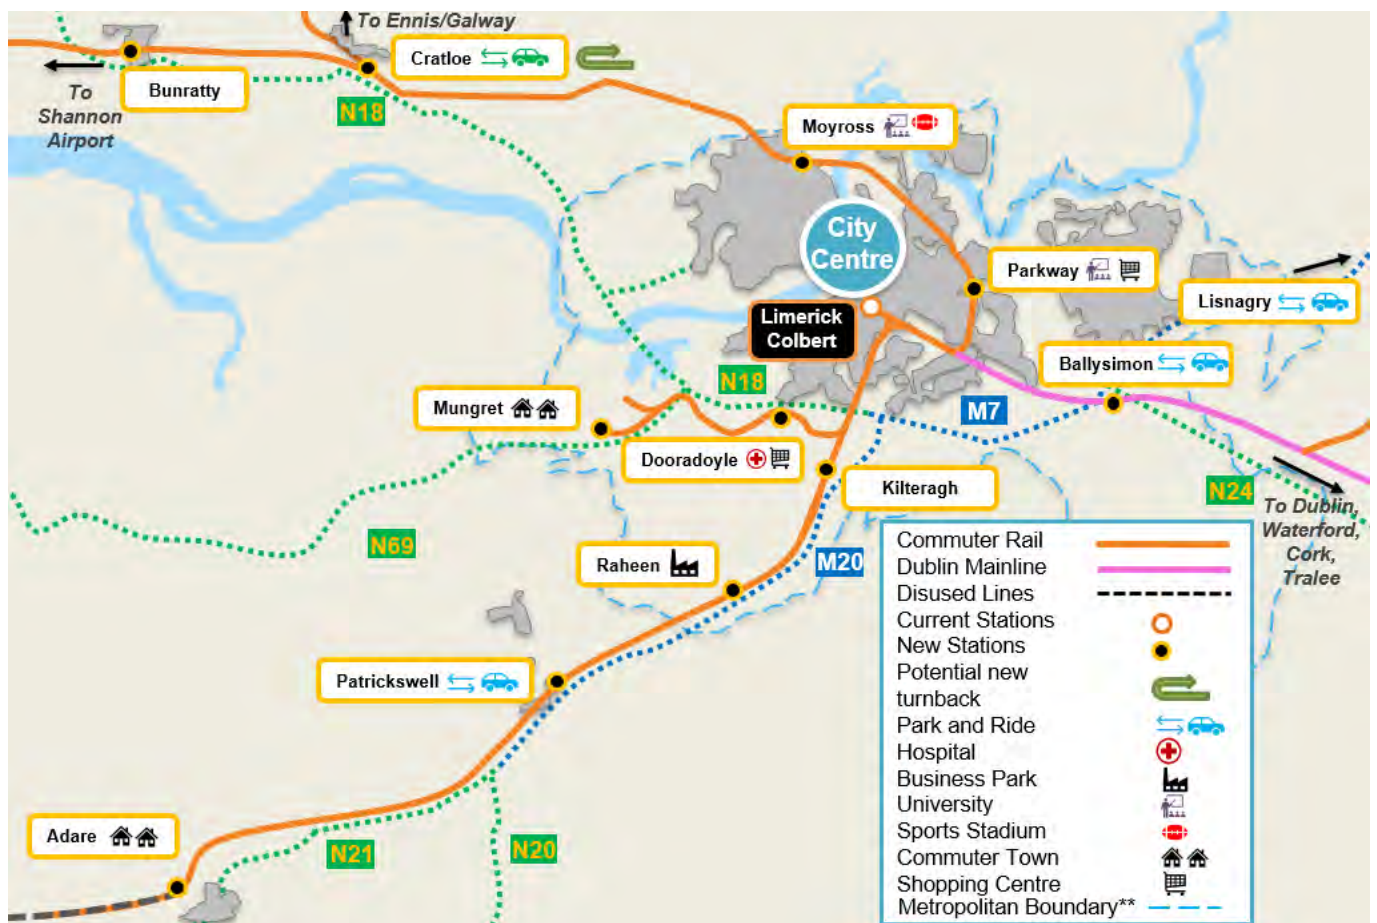 To Ennis/Galway
Cratloe
To
Shannon
Airport
Bunratty
N18
Moyross
City
Centre
Parkway
Lisnagry
Limerick
Colbert
Ballysimon
N18
Mungret
M7
Dooradoyle
Kilteragh
N24
To Dublin,
Waterford,
Cork,
Tralee
N69
Raheen
M20
Patrickswell
Adare
N21
N20
Commuter Rail
Dublin Mainline
Disused Lines
Current Stations
New Stations
Potential new
turnback
Park and Ride
Hospital
Business Park
University
Sports Stadium
Commuter Town
Shopping Centre
Metropolitan Boundary**